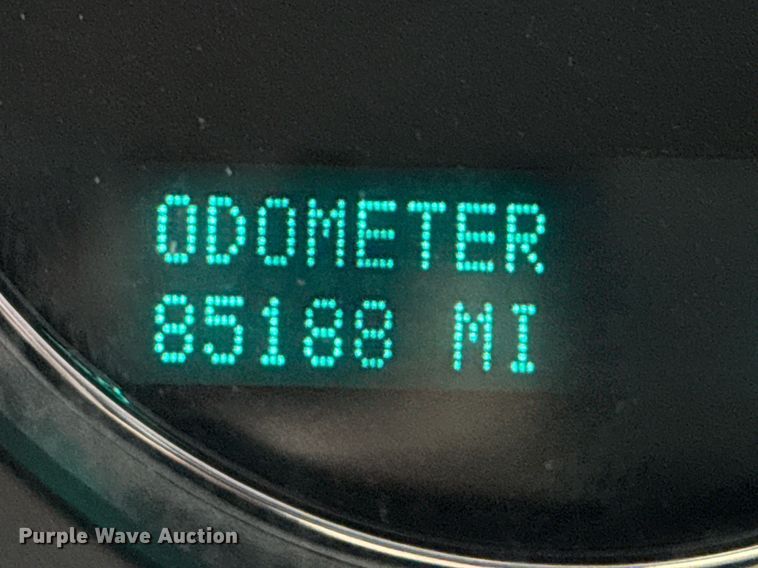 ODOMETER
85188 MI
Purple Wave Auction